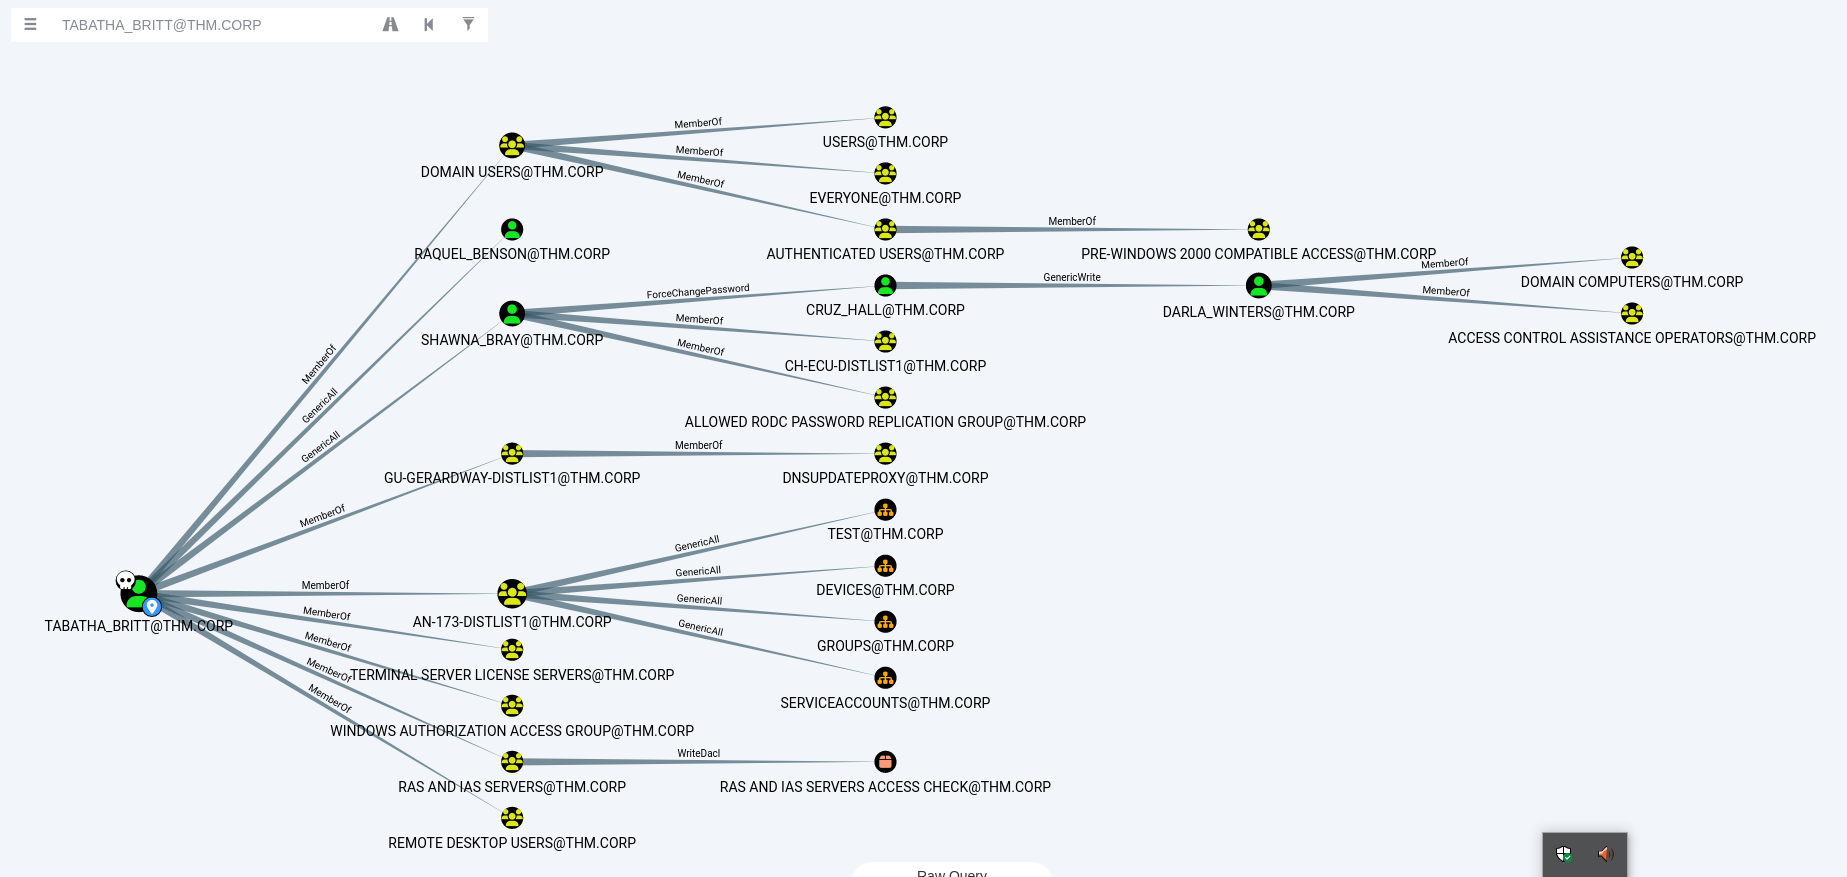 TABATHA_BRITT@THM.CORP
MemberOf
USERS@THM.CORP
DOMAIN USERS@THM.CORP
MemberOf
EVERYONE@THM.CORP
MemberOf
AUTHENTICATED USERS@THM.CORP
MemberOf
PRE-WINDOWS 2000 COMPATIBLE ACCESS@THM.CORP
RAQUEL_BENSON@THM.CORP
MemberOf
DOMAIN COMPUTERS@THM.CORP
ForceChangePassword
CRUZ_HALL@THM.CORP
GenericWrite
DARLA_WINTERS@THM.CORP
MemberOf
ACCESS CONTROL ASSISTANCE OPERATORS@THM.CORP
SHAWNA_BRAY@THM.CORP
MemberOf
CH-ECU-DISTLIST1@THM.CORP
MemberOf
ALLOWED RODC PASSWORD REPLICATION GROUP@THM.CORP
MemberOf
GenericAll
GenericAll
GU-GERARDWAY-DISTLIST1@THM.CORP
MemberOf
DNSUPDATEPROXY@THM.CORP
MemberOf
GenericAll
TEST@THM.CORP
GenericAll
DEVICES@THM.CORP
MemberOf
AN-173-DISTLIST1@THM.CORP
GenericAll
GROUPS@THM.CORP
GenericAll
SERVICEACCOUNTS@THM.CORP
TABATHA_BRITT@THM.CORP
MemberOf
TERMINAL SERVER LICENSE SERVERS@THM.CORP
MemberOf
WINDOWS AUTHORIZATION ACCESS GROUP@THM.CORP
MemberOf
RAS AND IAS SERVERS@THM.CORP
WriteDacl
RAS AND IAS SERVERS ACCESS CHECK@THM.CORP
MemberOf
REMOTE DESKTOP USERS@THM.CORP
Raw Query